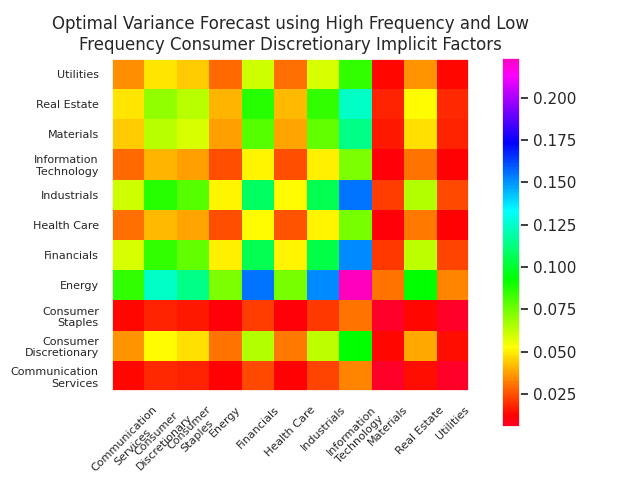 Optimal Variance Forecast using High Frequency and Low
Frequency Consumer Discretionary Implicit Factors
Utilities
Real Estate
Materials
Information
Technology
Industrials
Health Care
Financials
Energy
Consumer
Staples
Consumer
Discretionary
Communication
Services
Communication
Services
Consumer
Discretionary
Consumer
Staples
Energy
Financials
Health Care
Industrials
Information
Technology
Materials
Real Estate
Utilities
0.200
0.175
0.150
0.125
0.100
0.075
0.050
0.025